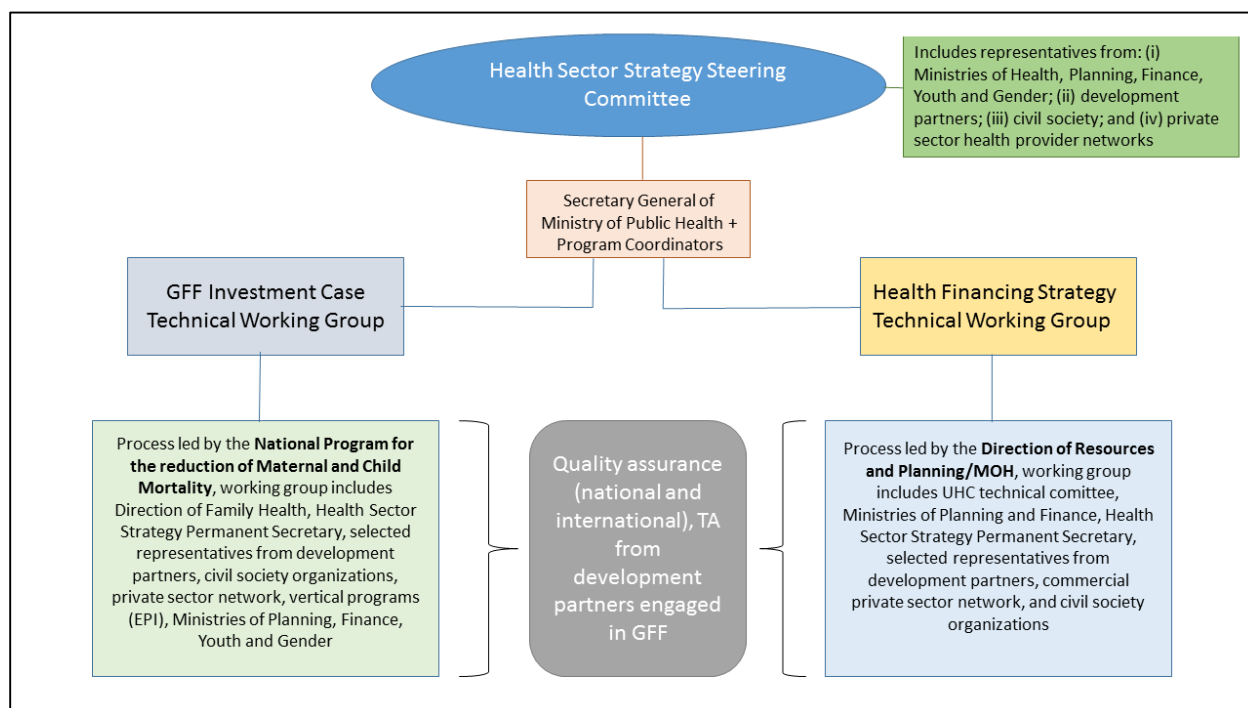 Health Sector Strategy Steering
Committee
Includes representatives from: (i)
Ministries of Health, Planning, Finance,
Youth and Gender; (ii) development
partners; (iii) civil society; and (iv) private
sector health provider networks
Secretary General of
Ministry of Public Health +
Program Coordinators
GFF Investment Case
Technical Working Group
Health Financing Strategy
Technical Working Group
Process led by the National Program for
the reduction of Maternal and Child
Mortality, working group includes
Direction of Family Health, Health Sector
Strategy Permanent Secretary, selected
representatives from development
partners, civil society organizations,
private sector network, vertical programs
(EPI), Ministries of Planning, Finance,
Youth and Gender
Quality assurance
(national and
international), TA
from
development
partners engaged
in GFF
Process led by the Direction of
Resources and Planning/MOH, working
group includes UHC technical comittee,
Ministries of Planning and Finance, Health
Sector Strategy Permanent Secretary,
selected representatives from
development partners, commercial
private sector network, and civil society
organizations